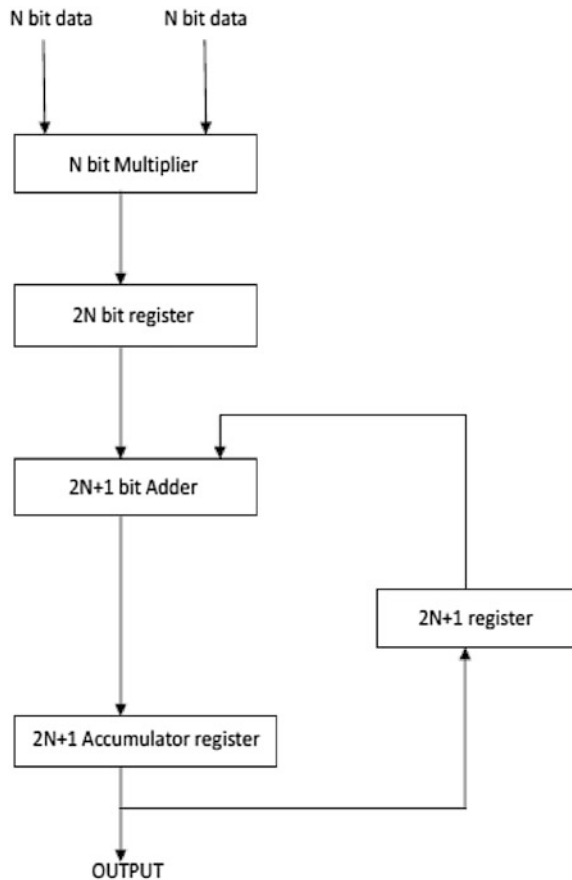 N bit data
N bit data
N bit Multiplier
2N bit register
2N+1 bit Adder
2N+1 register
2N+1 Accumulator register
OUTPUT